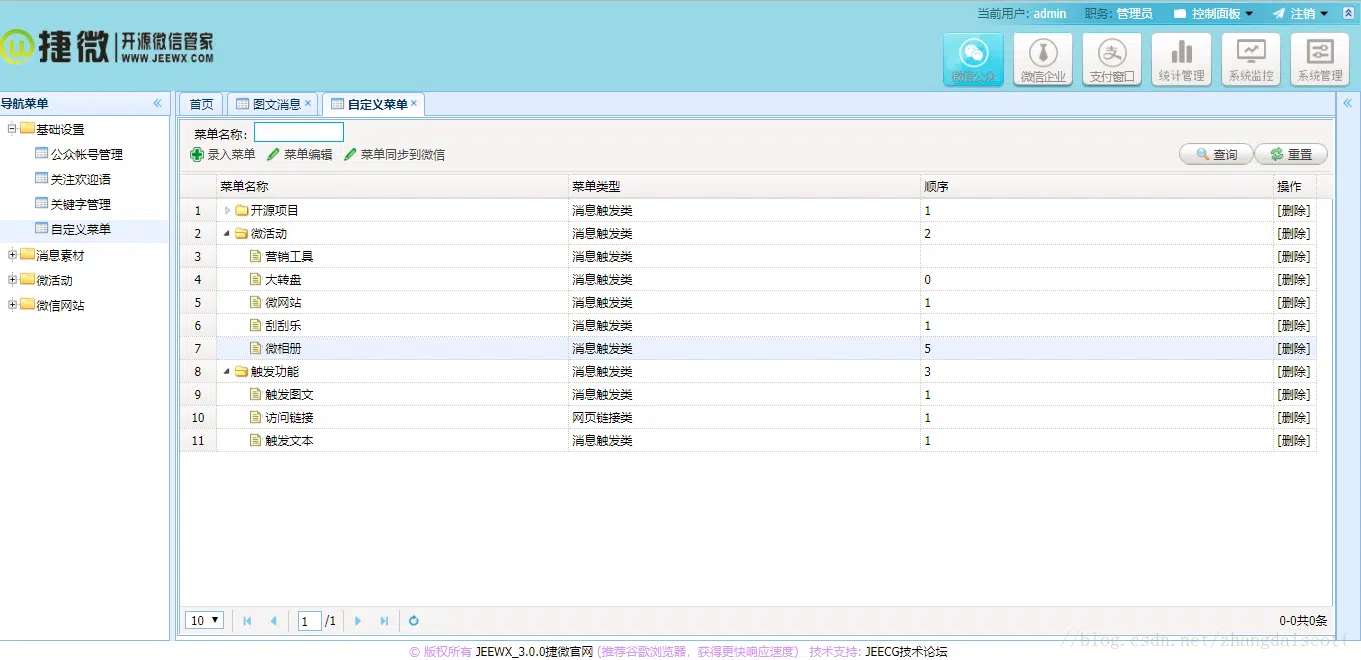 当前用户: admin 职务: 管理员 控制面板 注销
捷微 开源微信管家
WWW.JEEWX.COM
微信公众 微信企业 支付窗口 统计管理 系统监控 系统管理
导航菜单
首页 图文消息 自定义菜单
基础设置
公众帐号管理
关注欢迎语
关键字管理
自定义菜单
消息素材
微活动
微信网站
菜单名称:
录入菜单 菜单编辑 菜单同步到微信 查询 重置
菜单名称 菜单类型 顺序 操作
1 开源项目 消息触发类 1 [删除]
2 微活动 消息触发类 2 [删除]
3 营销工具 消息触发类 [删除]
4 大转盘 消息触发类 0 [删除]
5 微网站 消息触发类 1 [删除]
6 刮刮乐 消息触发类 1 [删除]
7 微相册 消息触发类 5 [删除]
8 触发功能 消息触发类 3 [删除]
9 触发图文 消息触发类 1 [删除]
10 访问链接 网页链接类 1 [删除]
11 触发文本 消息触发类 1 [删除]
10 1 /1 0-0共0条
//blog.csdn.net/zhangdaiscott
© 版权所有 JEEWX_3.0.0捷微官网 (推荐谷歌浏览器，获得更快响应速度) 技术支持: JEECG技术论坛